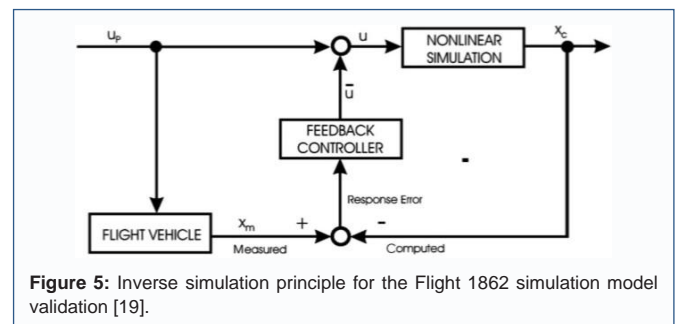 uP
u
NONLINEAR
SIMULATION
xc
ū
FEEDBACK
CONTROLLER
-
Response Error
FLIGHT VEHICLE
xm
+
-
Measured
Computed
Figure 5: Inverse simulation principle for the Flight 1862 simulation model
validation [19].